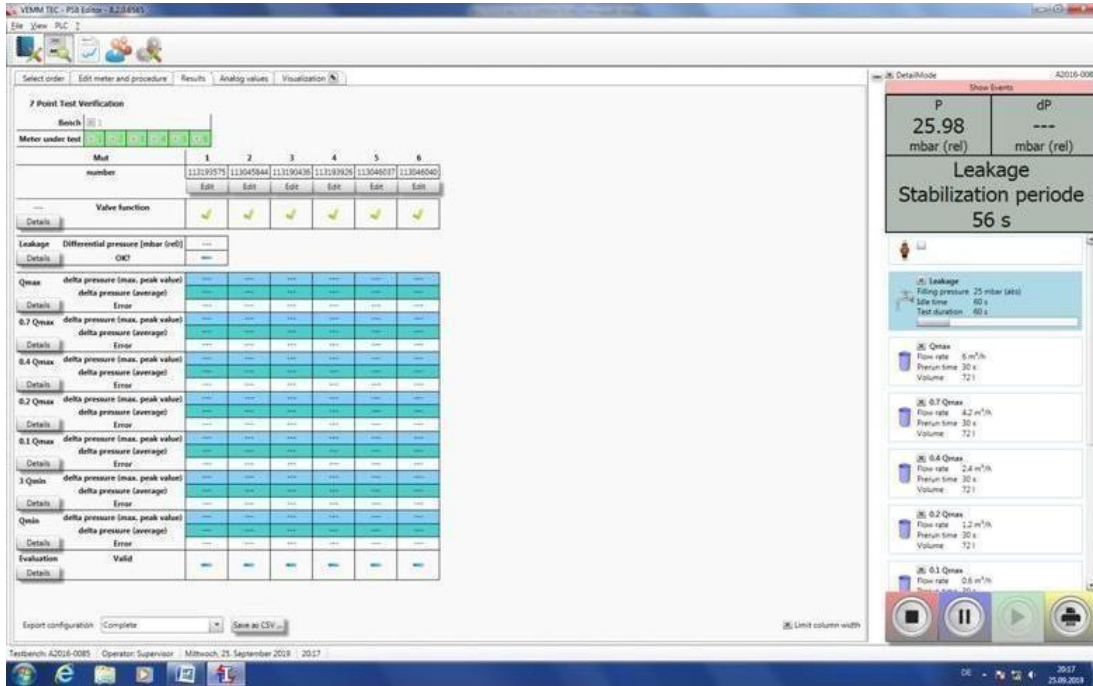 VEMM TEC - PSB Editor - 8.2.0.6565
File View PLC ?
Select order Edit meter and procedure Results Analog values Visualization
7 Point Test Verification
Bench 1
Meter under test 1 2 3 4 5 6
Mut 1 2 3 4 5 6
number 113193575 113045844 113190436 113193926 113046037 113046040
Edit Edit Edit Edit Edit Edit
--- Valve function
Details
Leakage Differential pressure [mbar (rel)] ---
Details OK?
Qmax delta pressure (max. peak value) --- --- --- --- --- ---
delta pressure (average) --- --- --- --- --- ---
Details Error --- --- --- --- --- ---
0.7 Qmax delta pressure (max. peak value) --- --- --- --- --- ---
delta pressure (average) --- --- --- --- --- ---
Details Error --- --- --- --- --- ---
0.4 Qmax delta pressure (max. peak value) --- --- --- --- --- ---
delta pressure (average) --- --- --- --- --- ---
Details Error --- --- --- --- --- ---
0.2 Qmax delta pressure (max. peak value) --- --- --- --- --- ---
delta pressure (average) --- --- --- --- --- ---
Details Error --- --- --- --- --- ---
0.1 Qmax delta pressure (max. peak value) --- --- --- --- --- ---
delta pressure (average) --- --- --- --- --- ---
Details Error --- --- --- --- --- ---
3 Qmin delta pressure (max. peak value) --- --- --- --- --- ---
delta pressure (average) --- --- --- --- --- ---
Details Error --- --- --- --- --- ---
Qmin delta pressure (max. peak value) --- --- --- --- --- ---
delta pressure (average) --- --- --- --- --- ---
Details Error --- --- --- --- --- ---
Evaluation Valid
Details
Export configuration Complete Save as CSV ... Limit column width
Testbench: A2016-0085 Operator: Supervisor Mittwoch, 25. September 2019 20:17
DetailMode A2016-008
Show Events
P dP
25.98 ---
mbar (rel) mbar (rel)
Leakage
Stabilization periode
56 s
Leakage
Filling pressure 25 mbar (abs)
Idle time 60 s
Test duration 60 s
Qmax
Flow rate 6 m³/h
Prerun time 30 s
Volume 72 l
0.7 Qmax
Flow rate 4.2 m³/h
Prerun time 30 s
Volume 72 l
0.4 Qmax
Flow rate 2.4 m³/h
Prerun time 30 s
Volume 72 l
0.2 Qmax
Flow rate 1.2 m³/h
Prerun time 30 s
Volume 72 l
0.1 Qmax
Flow rate 0.6 m³/h
DE 20:17
25.09.2019